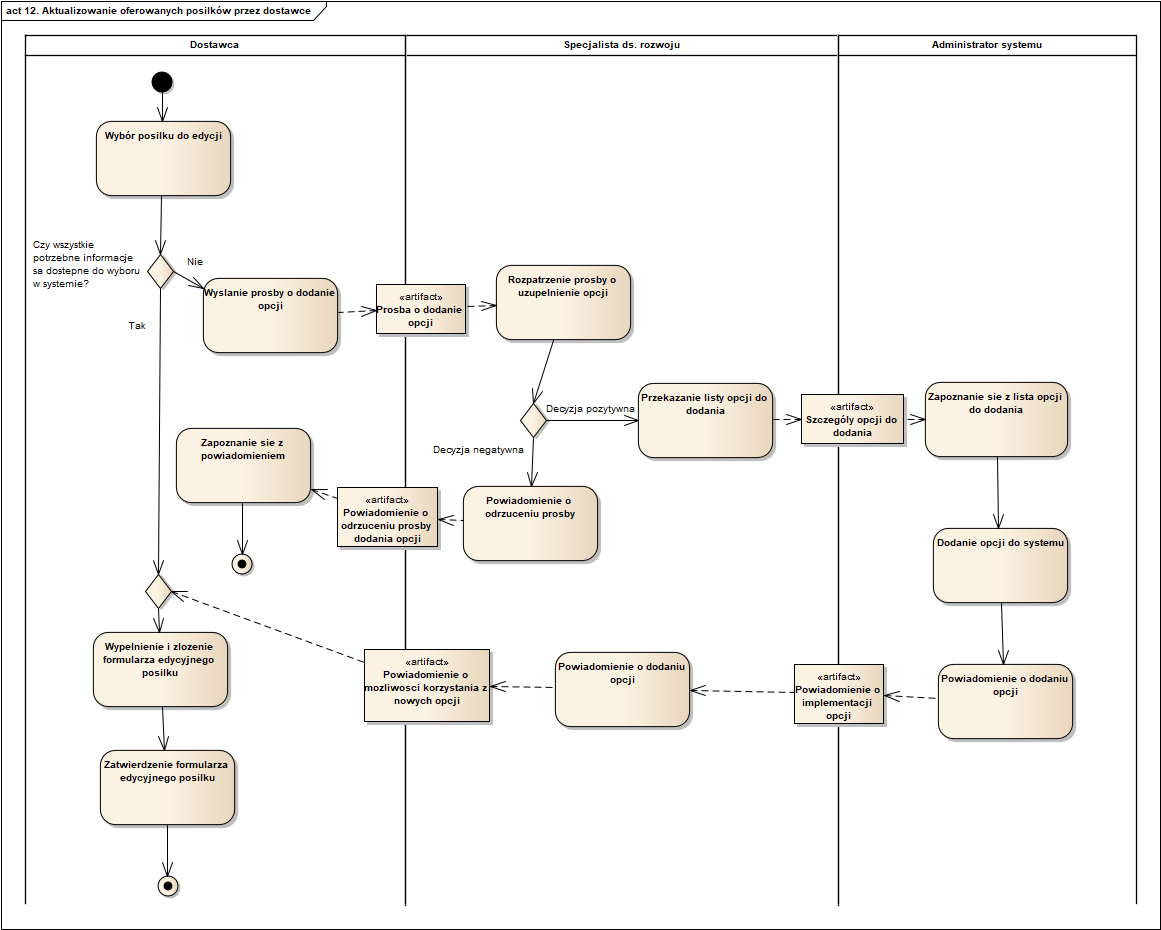 act 12. Aktualizowanie oferowanych posilków przez dostawce
Dostawca
Specjalista ds. rozwoju
Administrator systemu
Wybór posilku do edycji
Czy wszystkie
potrzebne informacje
sa dostepne do wyboru
w systemie?
Nie
Tak
Wyslanie prosby o dodanie
opcji
«artifact»
Prosba o dodanie
opcji
Rozpatrzenie prosby o
uzupelnienie opcji
Decyzja pozytywna
Decyzja negatywna
Przekazanie listy opcji do
dodania
«artifact»
Szczególy opcji do
dodania
Zapoznanie sie z lista opcji
do dodania
Zapoznanie sie z
powiadomieniem
«artifact»
Powiadomienie o
odrzuceniu prosby
dodania opcji
Powiadomienie o
odrzuceniu prosby
Dodanie opcji do systemu
Wypelnienie i zlozenie
formularza edycyjnego
posilku
«artifact»
Powiadomienie o
mozliwosci korzystania z
nowych opcji
Powiadomienie o dodaniu
opcji
«artifact»
Powiadomienie o
implementacji
opcji
Powiadomienie o dodaniu
opcji
Zatwierdzenie formularza
edycyjnego posilku